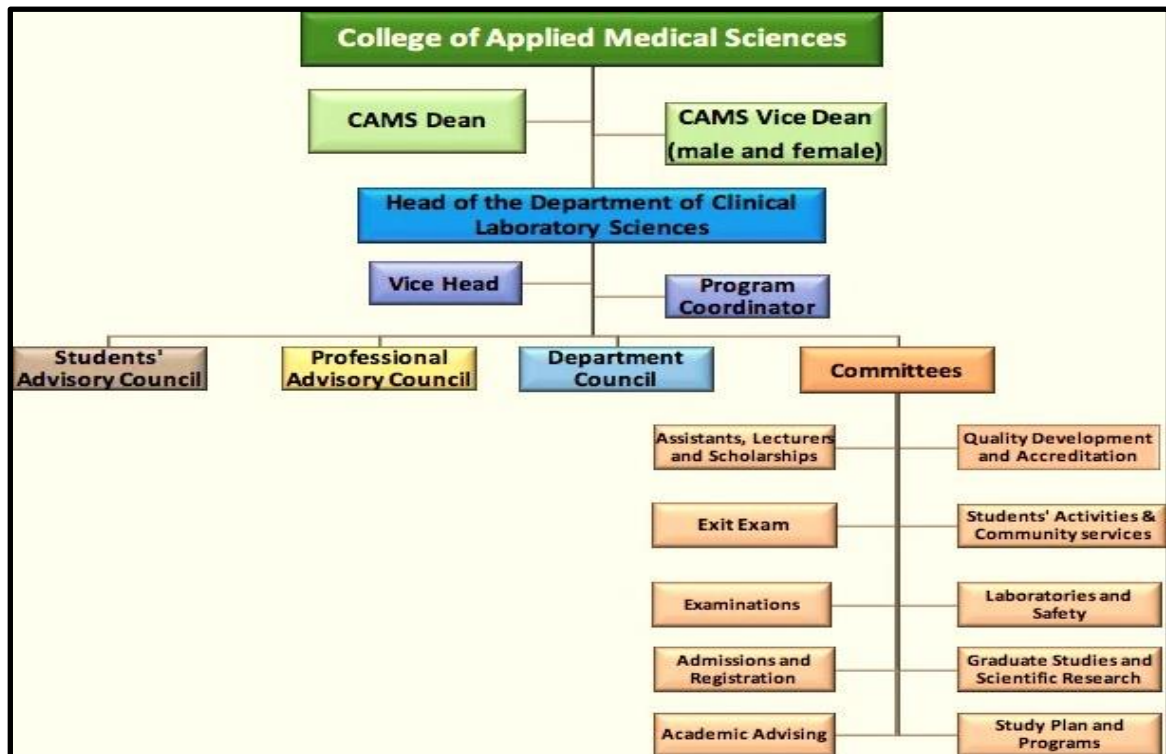 College of Applied Medical Sciences
CAMS Dean
CAMS Vice Dean
(male and female)
Head of the Department of Clinical
Laboratory Sciences
Vice Head
Program
Coordinator
Students'
Advisory Council
Professional
Advisory Council
Department
Council
Committees
Assistants, Lecturers
and Scholarships
Quality Development
and Accreditation
Exit Exam
Students' Activities &
Community services
Examinations
Laboratories and
Safety
Admissions and
Registration
Graduate Studies and
Scientific Research
Academic Advising
Study Plan and
Programs